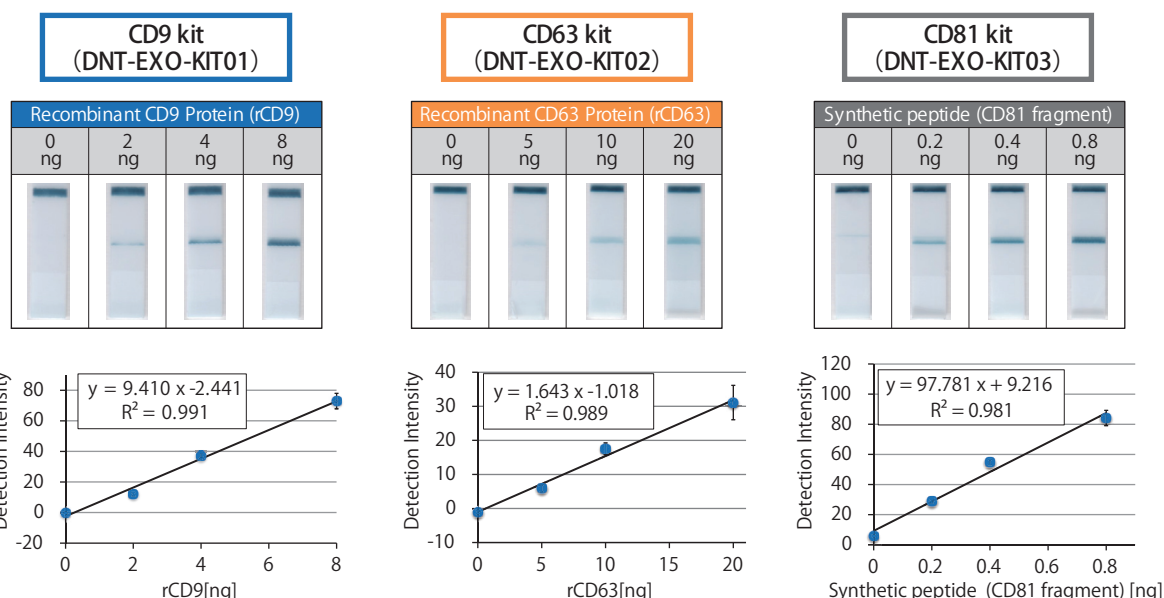 CD9 kit
(DNT-EXO-KIT01)
Recombinant CD9 Protein (rCD9)
0 2 4 8
ng ng ng ng
80
60
40
20
0
-20
Detection Intensity
y = 9.410 x -2.441
R² = 0.991
0 2 4 6 8
rCD9[ng]
CD63 kit
(DNT-EXO-KIT02)
Recombinant CD63 Protein (rCD63)
0 5 10 20
ng ng ng ng
40
30
20
10
0
-10
Detection Intensity
y = 1.643 x -1.018
R² = 0.989
0 5 10 15 20
rCD63[ng]
CD81 kit
(DNT-EXO-KIT03)
Synthetic peptide (CD81 fragment)
0 0.2 0.4 0.8
ng ng ng ng
120
100
80
60
40
20
0
Detection Intensity
y = 97.781 x + 9.216
R² = 0.981
0 0.2 0.4 0.6 0.8
Synthetic peptide (CD81 fragment) [ng]